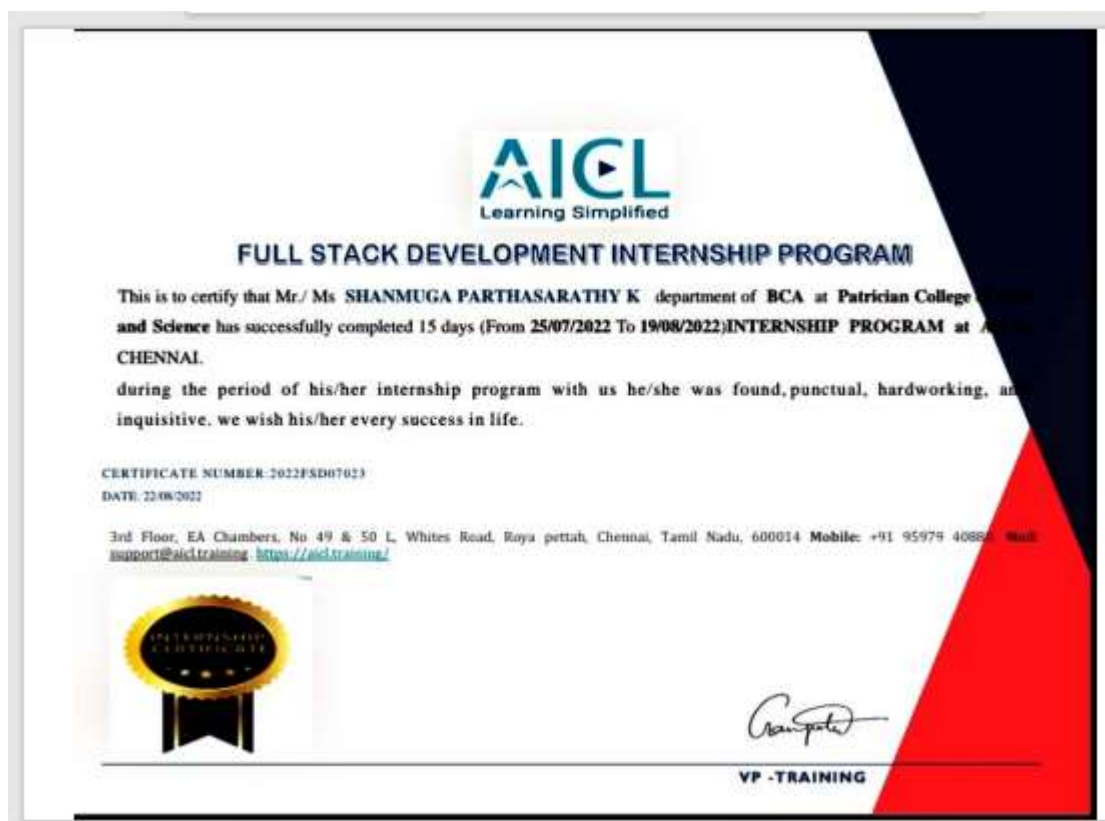 AICL
Learning Simplified
FULL STACK DEVELOPMENT INTERNSHIP PROGRAM
This is to certify that Mr./ Ms SHANMUGA PARTHASARATHY K department of BCA at Patrician College
and Science has successfully completed 15 days (From 25/07/2022 To 19/08/2022)INTERNSHIP PROGRAM at
CHENNAI.
during the period of his/her internship program with us he/she was found, punctual, hardworking, and
inquisitive. we wish his/her every success in life.
CERTIFICATE NUMBER:2022FSD07023
DATE: 22/08/2022
3rd Floor, EA Chambers, No 49 & 50 L, Whites Road, Roya pettah, Chennai, Tamil Nadu, 600014 Mobile: +91 95979 Mail:
support@aicl.training https://aicl.training/
INTERNSHIP
CERTIFICATE
VP -TRAINING